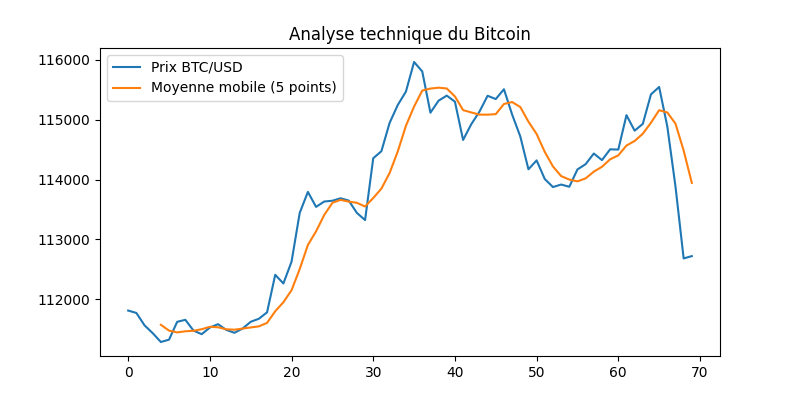 Analyse technique du Bitcoin
Prix BTC/USD
Moyenne mobile (5 points)
116000
115000
114000
113000
112000
0 10 20 30 40 50 60 70